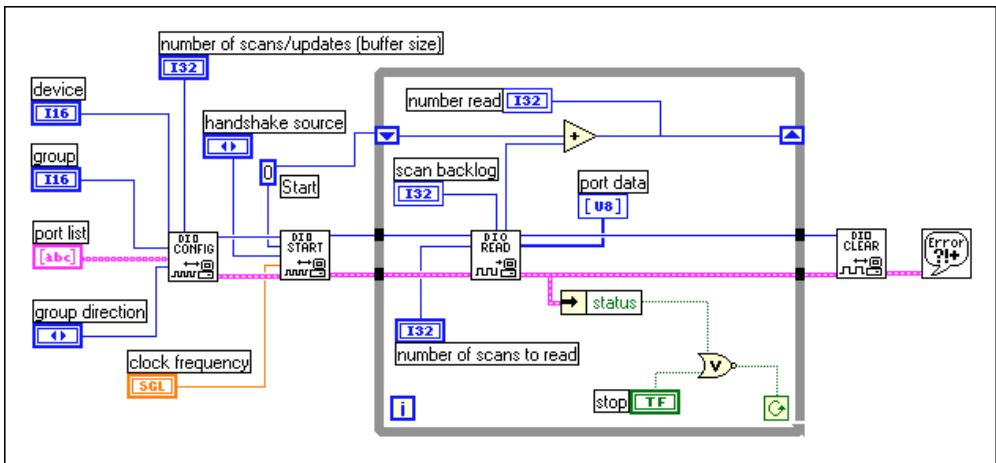 number of scans/updates (buffer size)
I32
device
I16
handshake source
number read I32
group
I16
0
Start
scan backlog
I32
port data
[U8]
port list
[abc]
DIO
CONFIG
DIO
START
DIO
READ
DIO
CLEAR
Error
?!+
group direction
status
I32
number of scans to read
clock frequency
SGL
V
stop TF
i
+